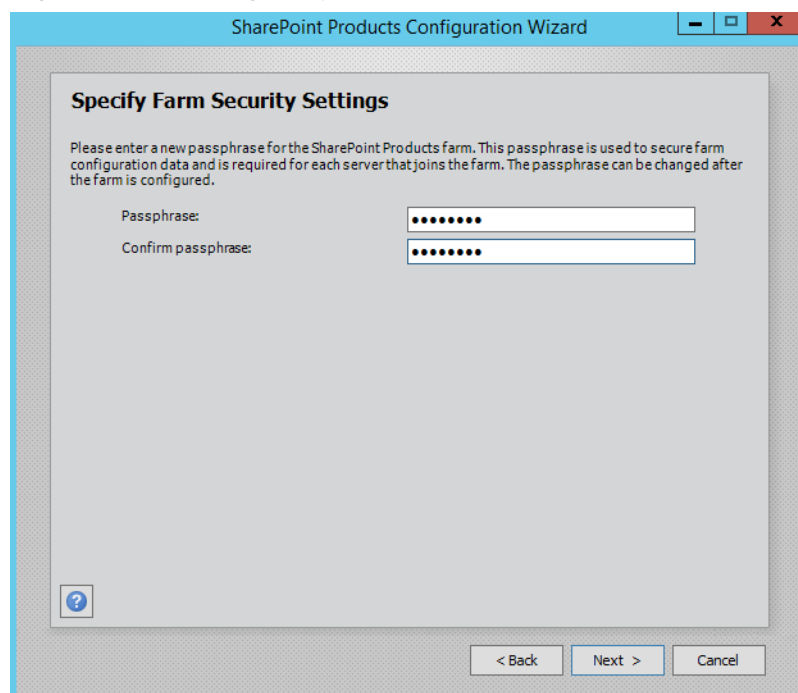 SharePoint Products Configuration Wizard
Specify Farm Security Settings
Please enter a new passphrase for the SharePoint Products farm. This passphrase is used to secure farm
configuration data and is required for each server that joins the farm. The passphrase can be changed after
the farm is configured.
Passphrase: ●●●●●●●●
Confirm passphrase: ●●●●●●●●
?
< Back Next > Cancel